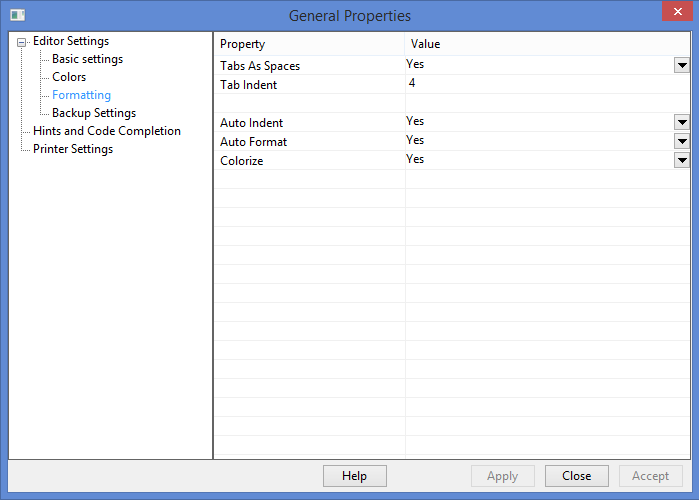 General Properties
Editor Settings
Basic settings
Colors
Formatting
Backup Settings
Hints and Code Completion
Printer Settings
Property Value
Tabs As Spaces Yes
Tab Indent 4
Auto Indent Yes
Auto Format Yes
Colorize Yes
Help Apply Close Accept